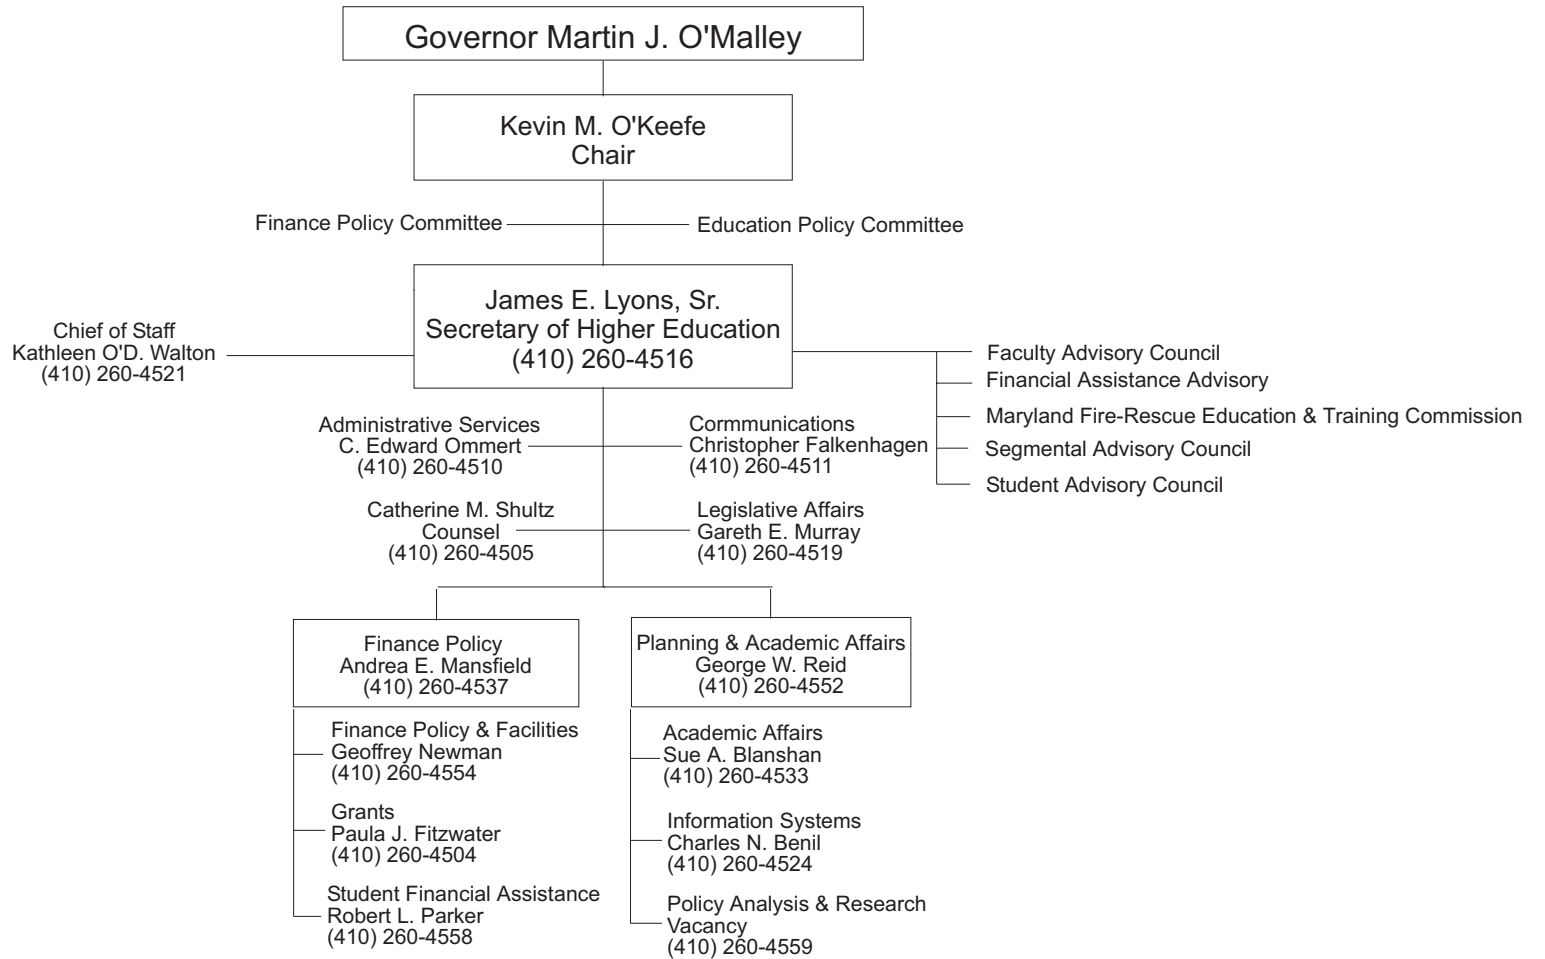 Governor Martin J. O'Malley
Kevin M. O'Keefe
Chair
Finance Policy Committee
Education Policy Committee
James E. Lyons, Sr.
Secretary of Higher Education
(410) 260-4516
Chief of Staff
Kathleen O'D. Walton
(410) 260-4521
Faculty Advisory Council
Financial Assistance Advisory
Maryland Fire-Rescue Education & Training Commission
Segmental Advisory Council
Student Advisory Council
Administrative Services
C. Edward Ommert
(410) 260-4510
Cormmunications
Christopher Falkenhagen
(410) 260-4511
Catherine M. Shultz
Counsel
(410) 260-4505
Legislative Affairs
Gareth E. Murray
(410) 260-4519
Finance Policy
Andrea E. Mansfield
(410) 260-4537
Finance Policy & Facilities
Geoffrey Newman
(410) 260-4554
Grants
Paula J. Fitzwater
(410) 260-4504
Student Financial Assistance
Robert L. Parker
(410) 260-4558
Planning & Academic Affairs
George W. Reid
(410) 260-4552
Academic Affairs
Sue A. Blanshan
(410) 260-4533
Information Systems
Charles N. Benil
(410) 260-4524
Policy Analysis & Research
Vacancy
(410) 260-4559